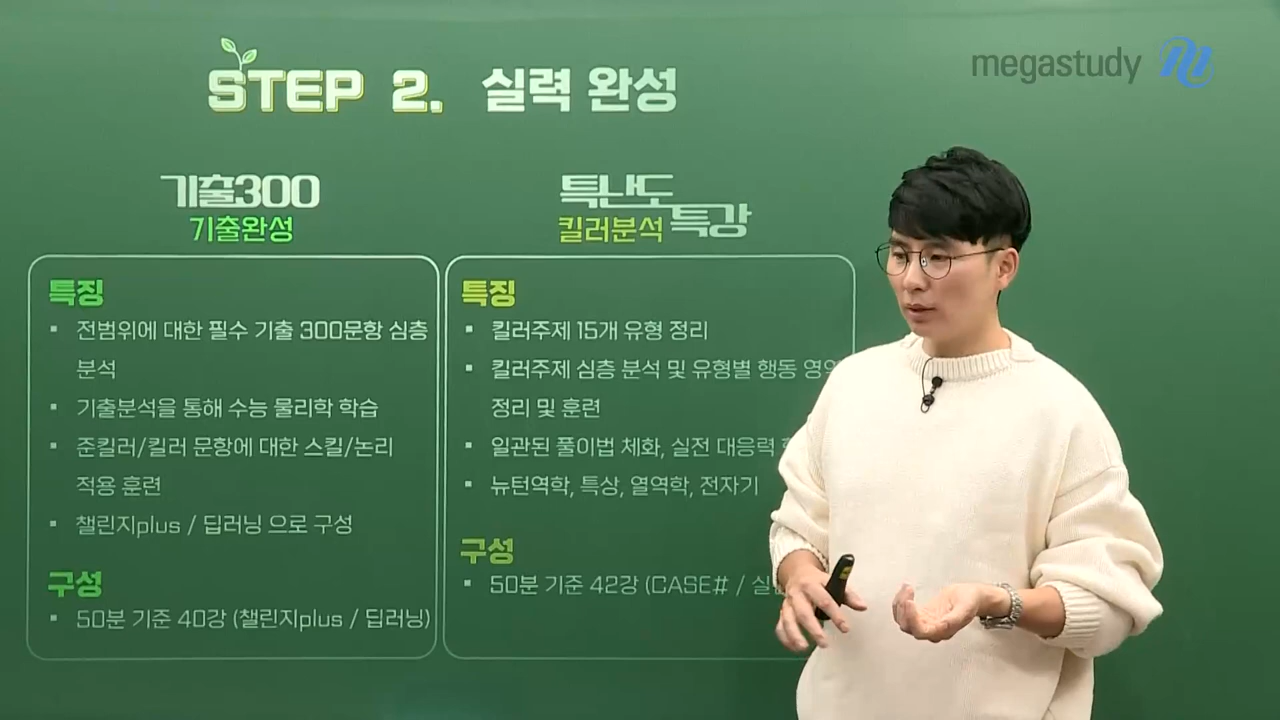 megastudy
STEP 2. 실력 완성
기출300
기출완성
특징
▪ 전범위에 대한 필수 기출 300문항 심층
분석
▪ 기출분석을 통해 수능 물리학 학습
▪ 준킬러/킬러 문항에 대한 스킬/논리
적용 훈련
▪ 챌린지plus / 딥러닝 으로 구성
구성
▪ 50분 기준 40강 (챌린지plus / 딥러닝)
특난도
킬러분석 특강
특징
▪ 킬러주제 15개 유형 정리
▪ 킬러주제 심층 분석 및 유형별 행동
정리 및 훈련
▪ 일관된 풀이법 체화, 실전 대응력
▪ 뉴턴역학, 특상, 열역학, 전자기
구성
▪ 50분 기준 42강 (CASE# /